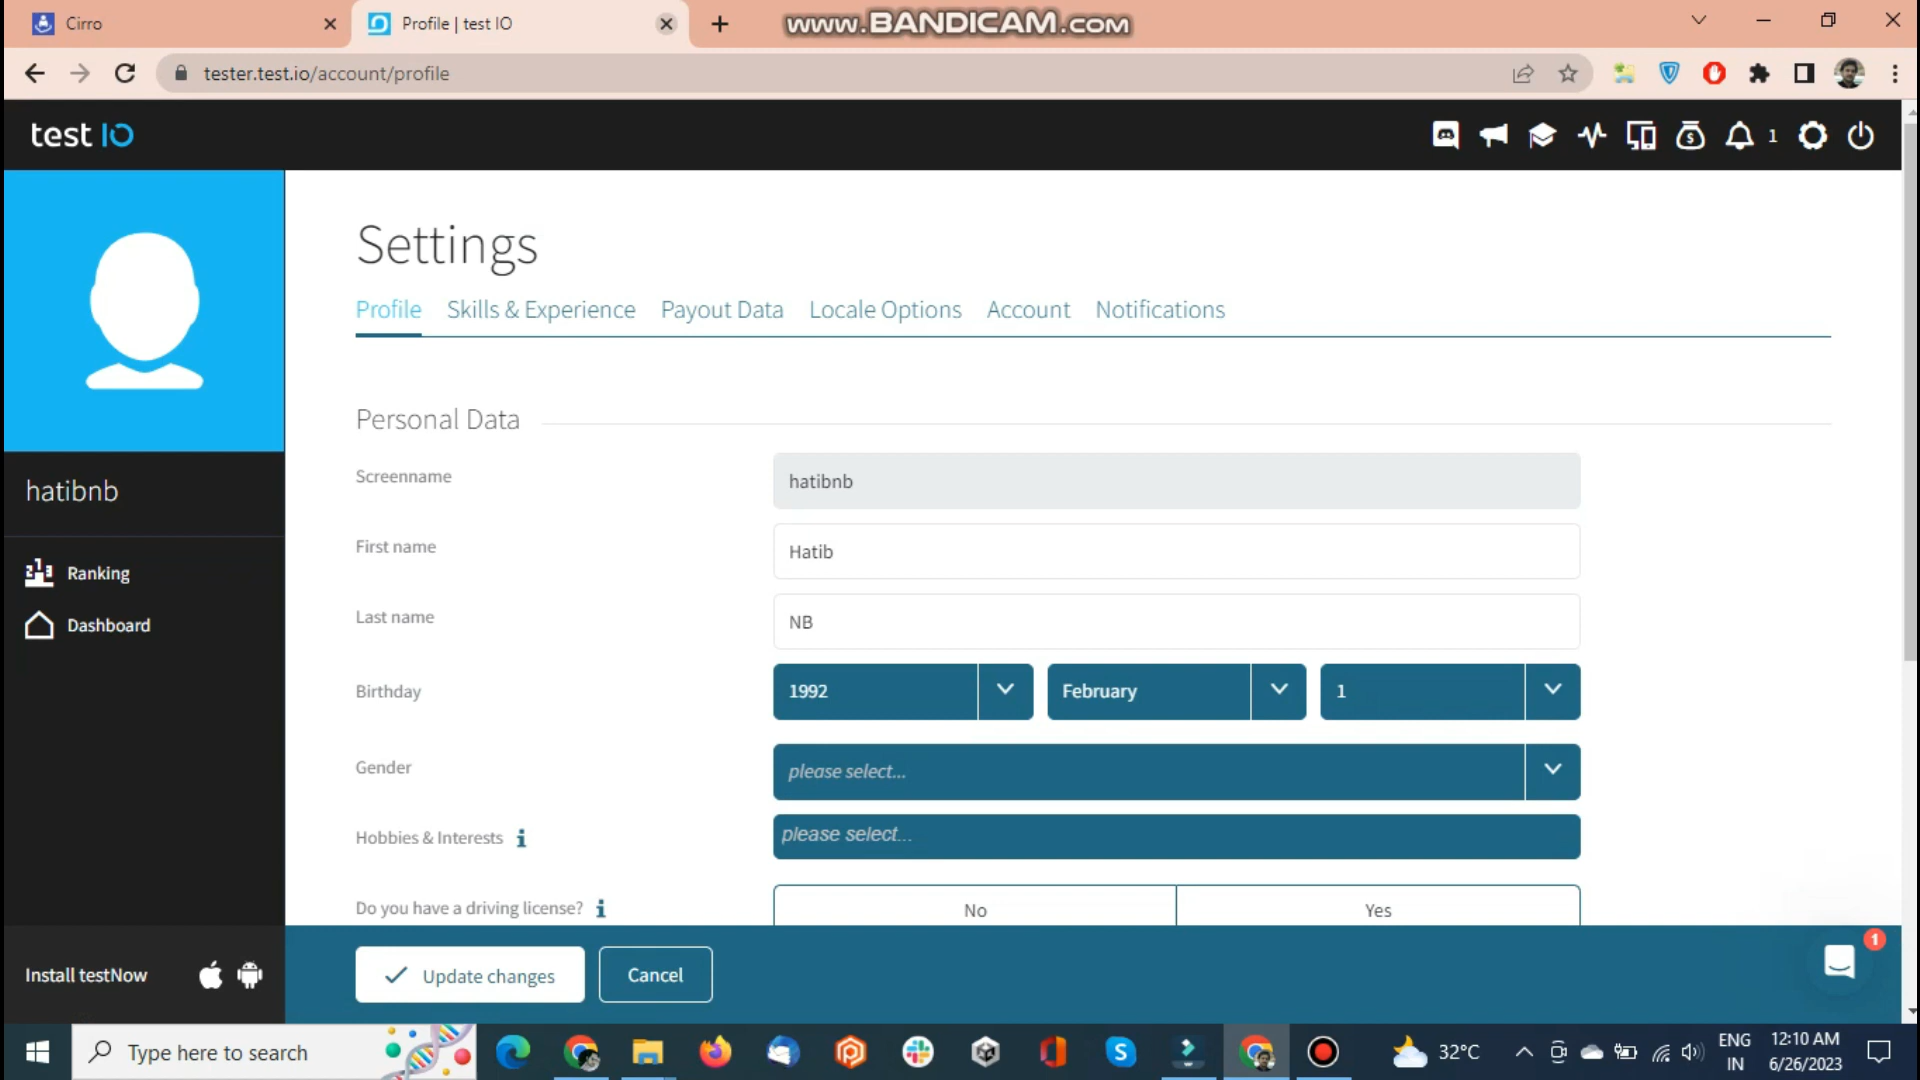 Cirro
Profile | test IO
www.BANDICAM.com
tester.test.io/account/profile
test IO
1
Settings
Profile Skills & Experience Payout Data Locale Options Account Notifications
Personal Data
Screenname
hatibnb
hatibnb
First name
Hatib
Ranking
Last name
NB
Dashboard
Birthday
1992
February
1
Gender
please select...
Hobbies & Interests i
please select...
Do you have a driving license? i
No
Yes
Install testNow
Update changes
Cancel
1
Type here to search
32°C
ENG
IN
12:10 AM
6/26/2023